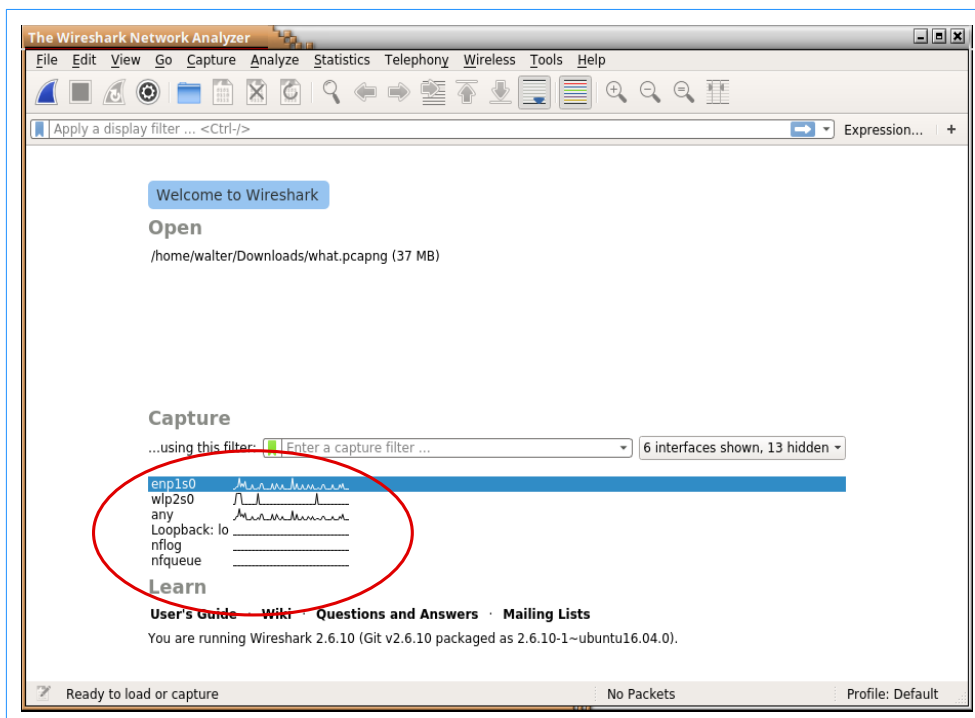 The Wireshark Network Analyzer
File Edit View Go Capture Analyze Statistics Telephony Wireless Tools Help
Apply a display filter ... <Ctrl-/> Expression... +
Welcome to Wireshark
Open
/home/walter/Downloads/what.pcapng (37 MB)
Capture
...using this filter: Enter a capture filter ... 6 interfaces shown, 13 hidden
enp1s0
wlp2s0
any
Loopback: lo
nflog
nfqueue
Learn
User's Guide · Wiki · Questions and Answers · Mailing Lists
You are running Wireshark 2.6.10 (Git v2.6.10 packaged as 2.6.10-1~ubuntu16.04.0).
Ready to load or capture No Packets Profile: Default